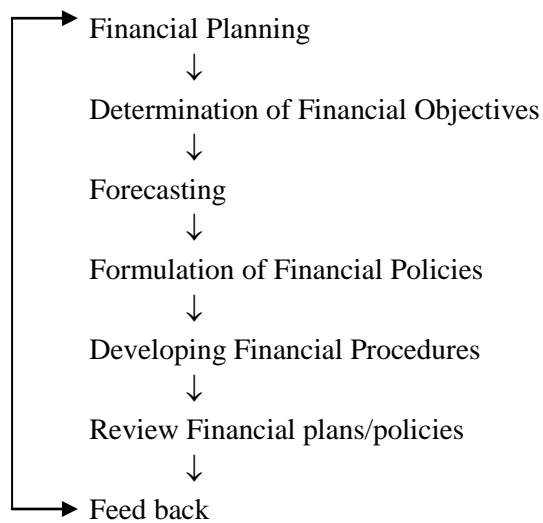 Financial Planning
↓
Determination of Financial Objectives
↓
Forecasting
↓
Formulation of Financial Policies
↓
Developing Financial Procedures
↓
Review Financial plans/policies
↓
Feed back